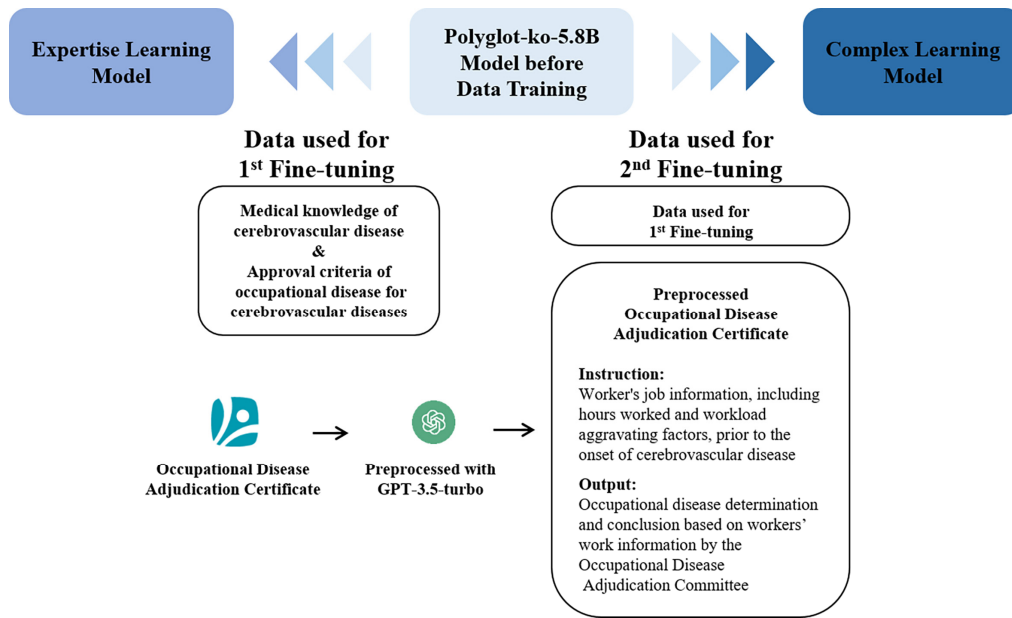 Expertise Learning
Model
Polyglot-ko-5.8B
Model before
Data Training
Complex Learning
Model
Data used for
1st Fine-tuning
Medical knowledge of
cerebrovascular disease
&
Approval criteria of
occupational disease for
cerebrovascular diseases
Data used for
2nd Fine-tuning
Data used for
1st Fine-tuning
Occupational Disease
Adjudication Certificate
Preprocessed with
GPT-3.5-turbo
Preprocessed
Occupational Disease
Adjudication Certificate
Instruction:
Worker's job information, including
hours worked and workload
aggravating factors, prior to the
onset of cerebrovascular disease
Output:
Occupational disease determination
and conclusion based on workers’
work information by the
Occupational Disease
Adjudication Committee